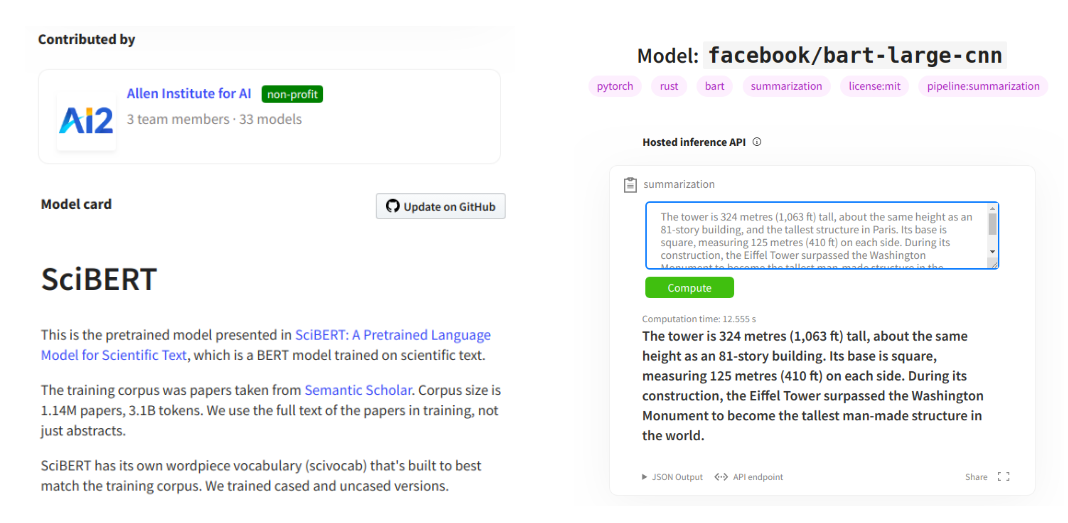 Contributed by
AI2
Allen Institute for AI non-profit
3 team members · 33 models
Model card
Update on GitHub
SciBERT
This is the pretrained model presented in SciBERT: A Pretrained Language
Model for Scientific Text, which is a BERT model trained on scientific text.
The training corpus was papers taken from Semantic Scholar. Corpus size is
1.14M papers, 3.1B tokens. We use the full text of the papers in training, not
just abstracts.
SciBERT has its own wordpiece vocabulary (scivocab) that's built to best
match the training corpus. We trained cased and uncased versions.
Model: facebook/bart-large-cnn
pytorch rust bart summarization license:mit pipeline:summarization
Hosted inference API
summarization
The tower is 324 metres (1,063 ft) tall, about the same height as an
81-story building, and the tallest structure in Paris. Its base is
square, measuring 125 metres (410 ft) on each side. During its
construction, the Eiffel Tower surpassed the Washington
Monument to become the tallest man-made structure in the
Compute
Computation time: 12.555 s
The tower is 324 metres (1,063 ft) tall, about the same
height as an 81-story building. Its base is square,
measuring 125 metres (410 ft) on each side. During its
construction, the Eiffel Tower surpassed the Washington
Monument to become the tallest man-made structure in
the world.
JSON Output API endpoint Share